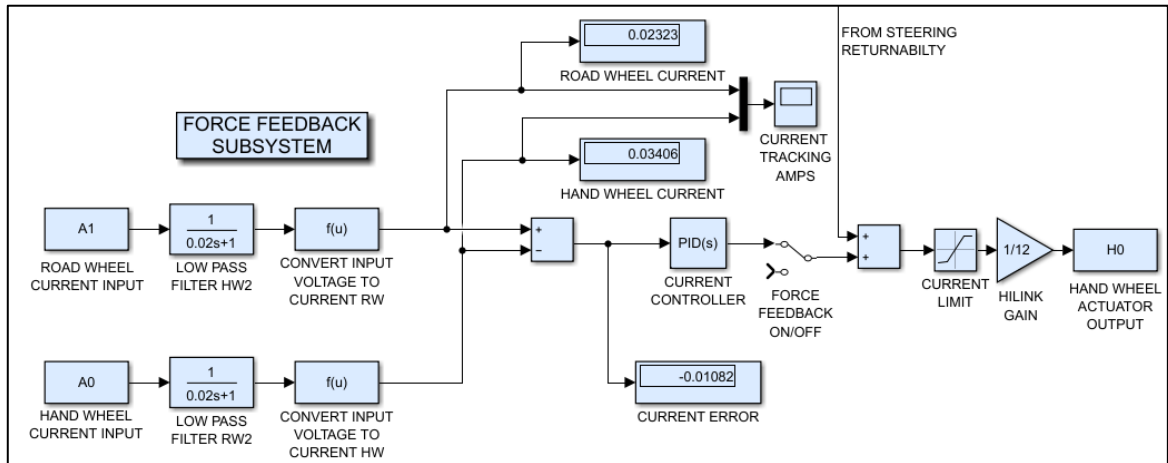 0.02323
ROAD WHEEL CURRENT
FROM STEERING
RETURNABILTY
FORCE FEEDBACK
SUBSYSTEM
0.03406
HAND WHEEL CURRENT
CURRENT
TRACKING
AMPS
A1
ROAD WHEEL
CURRENT INPUT
1
0.02s+1
LOW PASS
FILTER HW2
f(u)
CONVERT INPUT
VOLTAGE TO
CURRENT RW
+
−
PID(s)
CURRENT
CONTROLLER
FORCE
FEEDBACK
ON/OFF
+
+
CURRENT
LIMIT
1/12
HILINK
GAIN
H0
HAND WHEEL
ACTUATOR
OUTPUT
A0
HAND WHEEL
CURRENT INPUT
1
0.02s+1
LOW PASS
FILTER RW2
f(u)
CONVERT INPUT
VOLTAGE TO
CURRENT HW
-0.01082
CURRENT ERROR